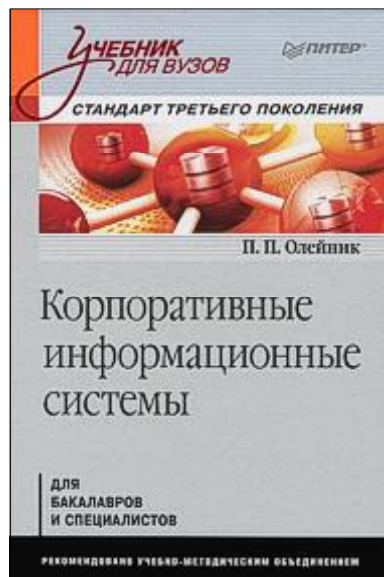 УЧЕБНИК
ДЛЯ ВУЗОВ
ПИТЕР®
СТАНДАРТ ТРЕТЬЕГО ПОКОЛЕНИЯ
П. П. Олейник
Корпоративные
информационные
системы
ДЛЯ
БАКАЛАВРОВ
И СПЕЦИАЛИСТОВ
РЕКОМЕНДОВАНО УЧЕБНО-МЕТОДИЧЕСКИМ ОБЪЕДИНЕНИЕМ